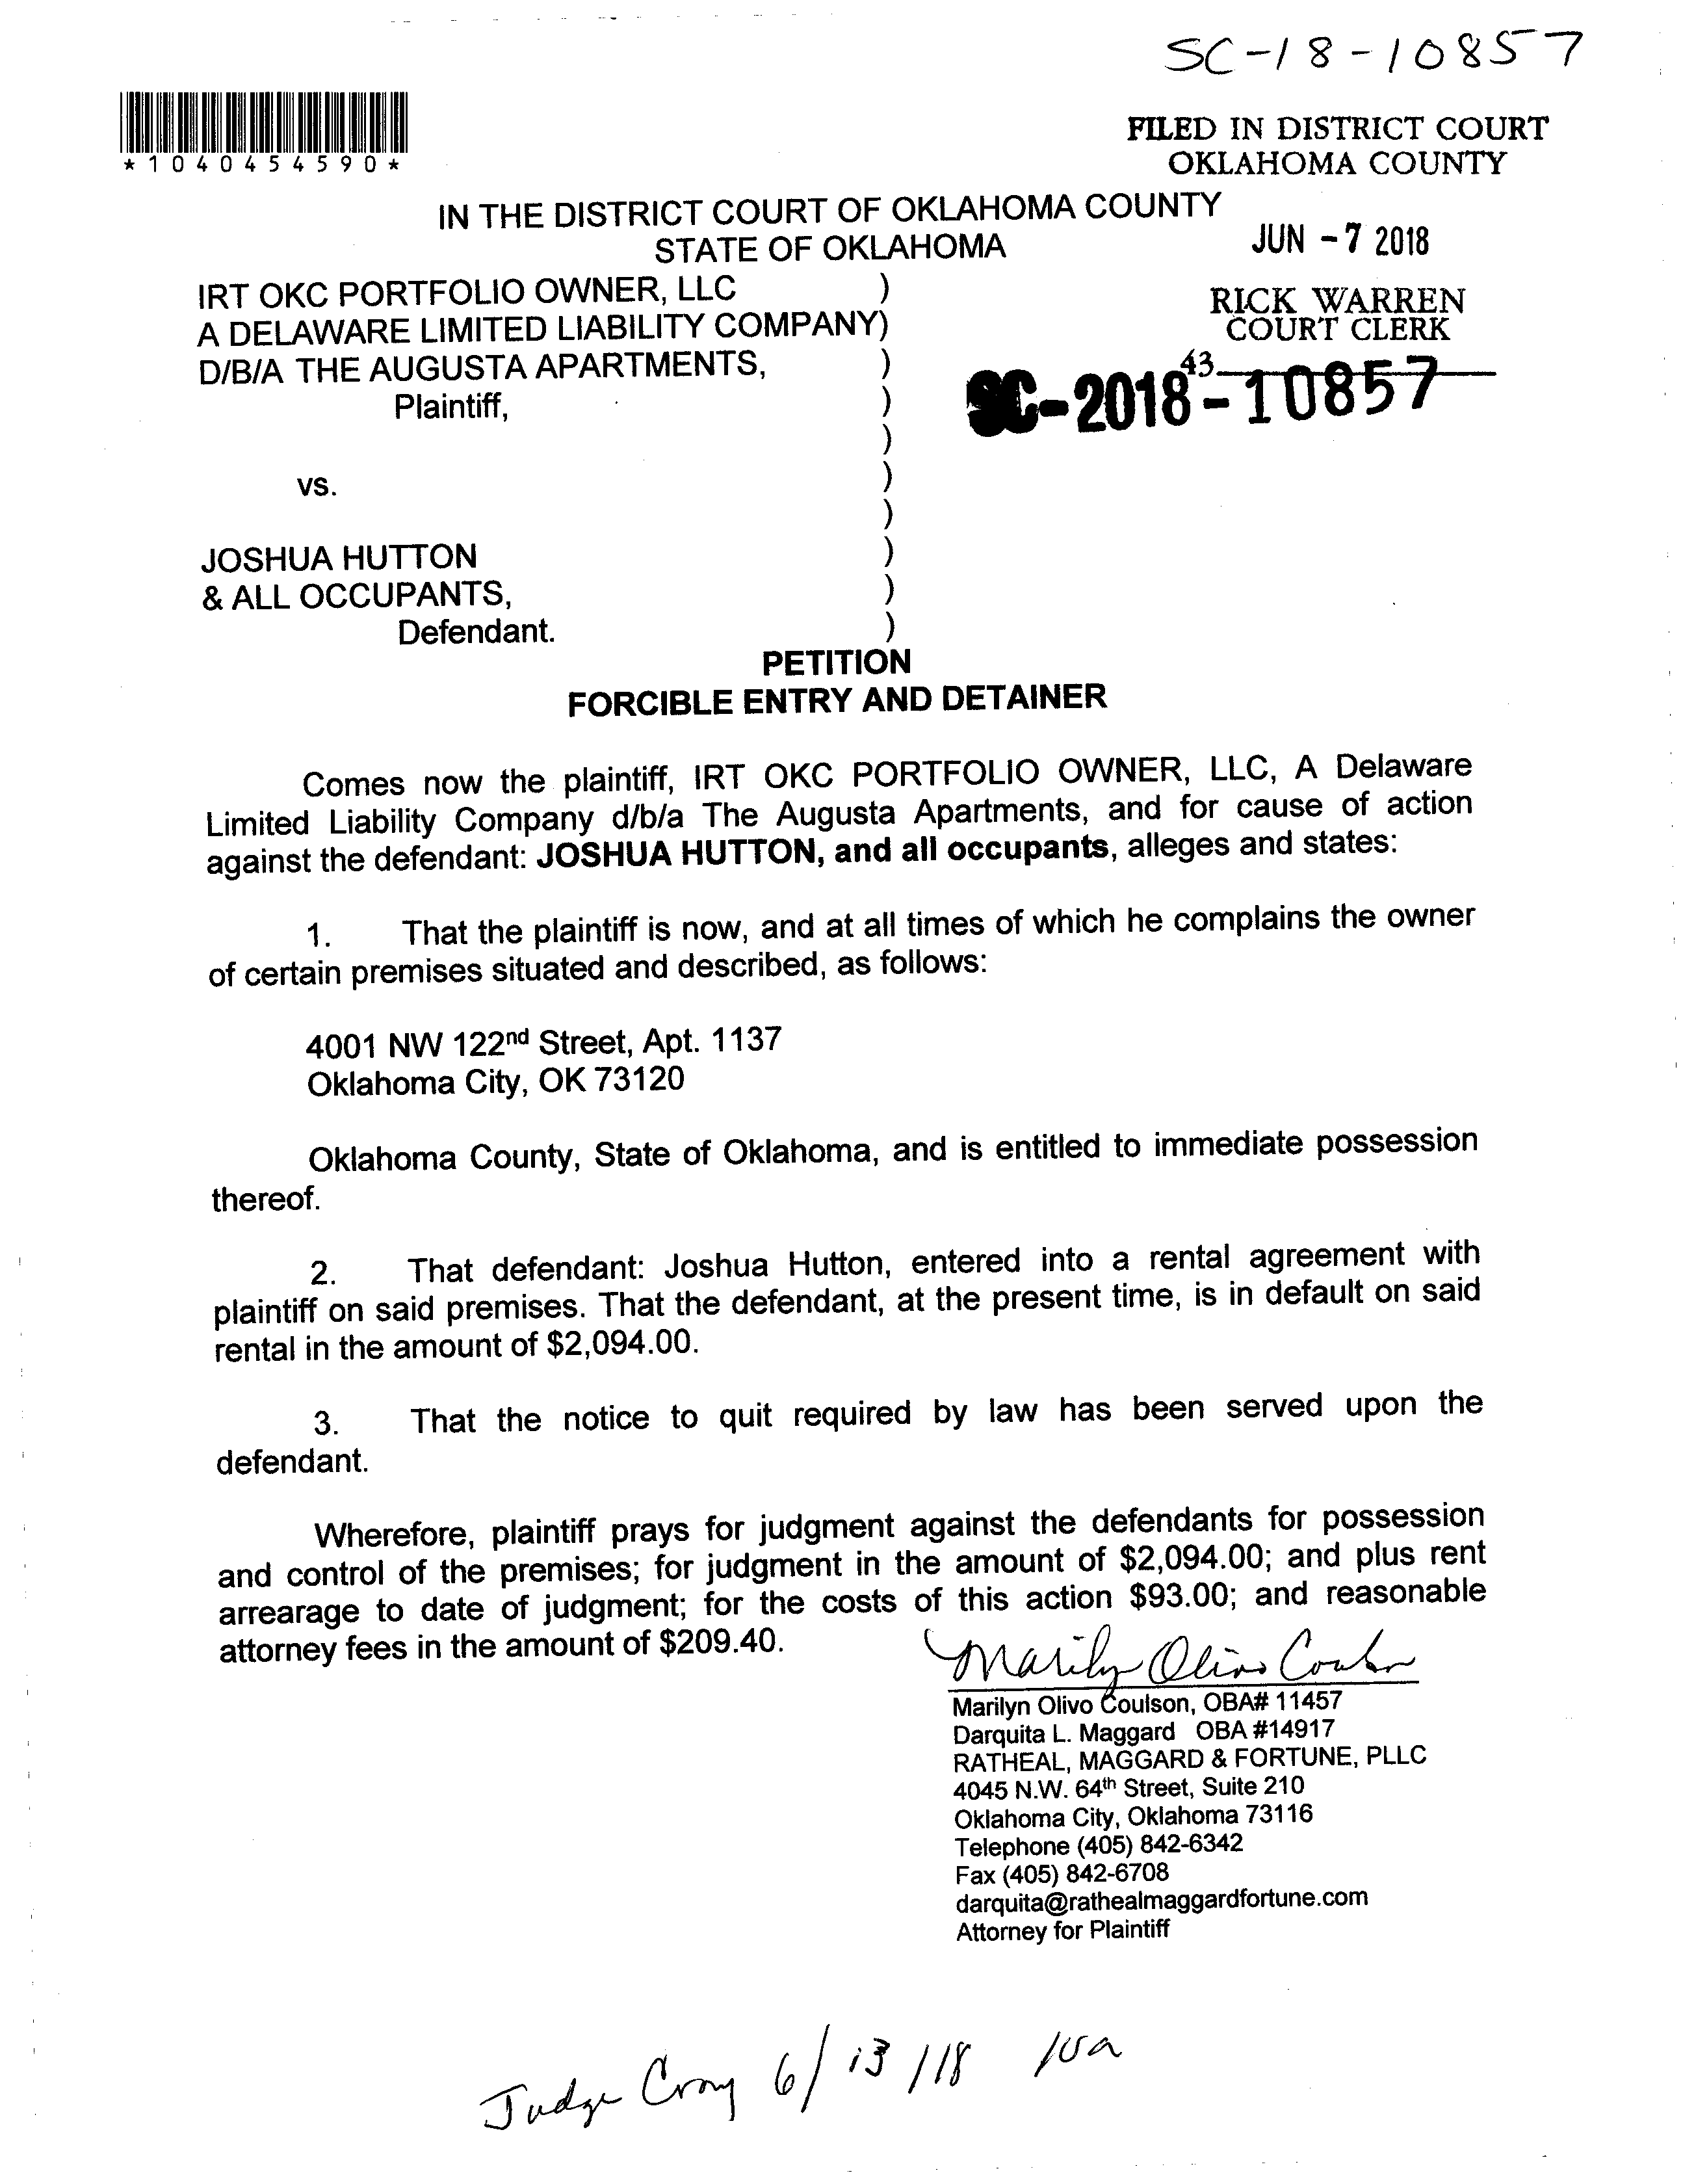 SC-18-10857
*1040454590*
FILED IN DISTRICT COURT
OKLAHOMA COUNTY
IN THE DISTRICT COURT OF OKLAHOMA COUNTY
STATE OF OKLAHOMA
JUN -7 2018
IRT OKC PORTFOLIO OWNER, LLC )
A DELAWARE LIMITED LIABILITY COMPANY)
D/B/A THE AUGUSTA APARTMENTS, )
Plaintiff, )
)
vs. )
)
JOSHUA HUTTON )
& ALL OCCUPANTS, )
Defendant. )
RICK WARREN
COURT CLERK
43
SC-2018-10857
PETITION
FORCIBLE ENTRY AND DETAINER
Comes now the plaintiff, IRT OKC PORTFOLIO OWNER, LLC, A Delaware
Limited Liability Company d/b/a The Augusta Apartments, and for cause of action
against the defendant: JOSHUA HUTTON, and all occupants, alleges and states:
1. That the plaintiff is now, and at all times of which he complains the owner
of certain premises situated and described, as follows:
4001 NW 122nd Street, Apt. 1137
Oklahoma City, OK 73120
Oklahoma County, State of Oklahoma, and is entitled to immediate possession
thereof.
2. That defendant: Joshua Hutton, entered into a rental agreement with
plaintiff on said premises. That the defendant, at the present time, is in default on said
rental in the amount of $2,094.00.
3. That the notice to quit required by law has been served upon the
defendant.
Wherefore, plaintiff prays for judgment against the defendants for possession
and control of the premises; for judgment in the amount of $2,094.00; and plus rent
arrearage to date of judgment; for the costs of this action $93.00; and reasonable
attorney fees in the amount of $209.40.
Marilyn Olivo Coulson
Marilyn Olivo Coulson, OBA# 11457
Darquita L. Maggard OBA #14917
RATHEAL, MAGGARD & FORTUNE, PLLC
4045 N.W. 64th Street, Suite 210
Oklahoma City, Oklahoma 73116
Telephone (405) 842-6342
Fax (405) 842-6708
darquita@rathealmaggardfortune.com
Attorney for Plaintiff
Judge 6/13/18